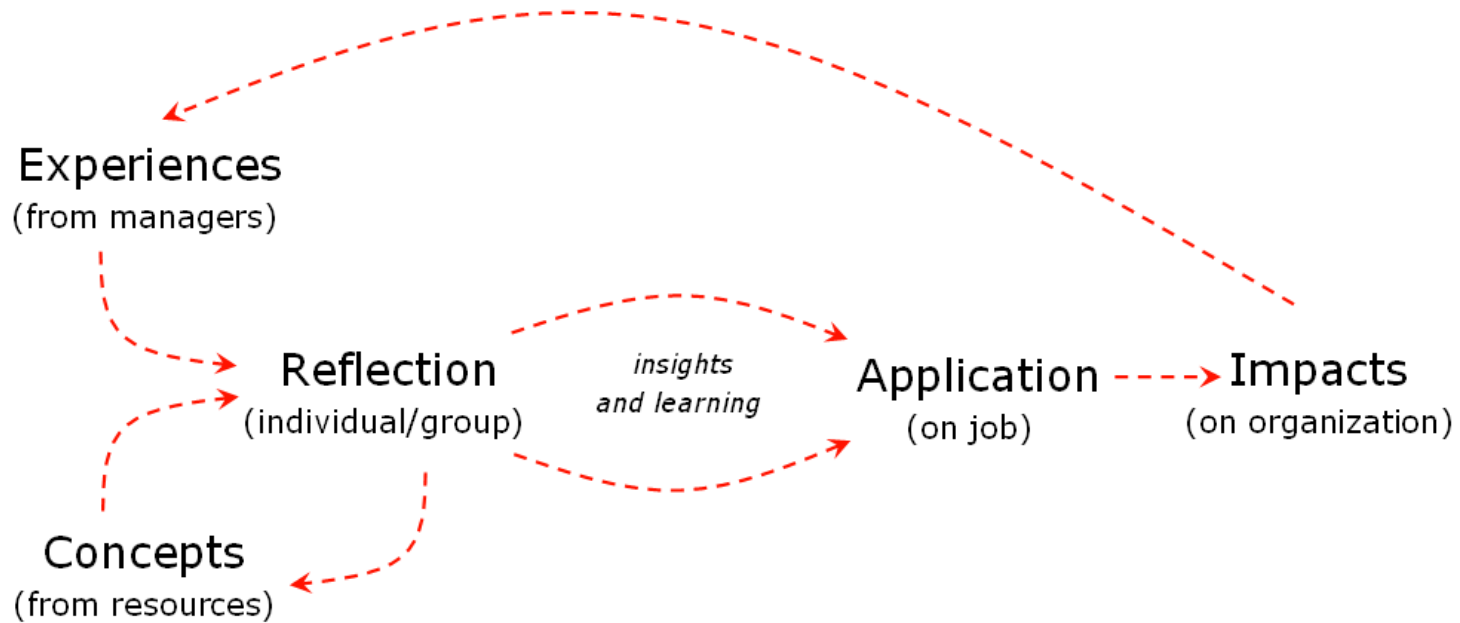 Experiences
(from managers)
Reflection
(individual/group)
insights
and learning
Application
(on job)
Impacts
(on organization)
Concepts
(from resources)